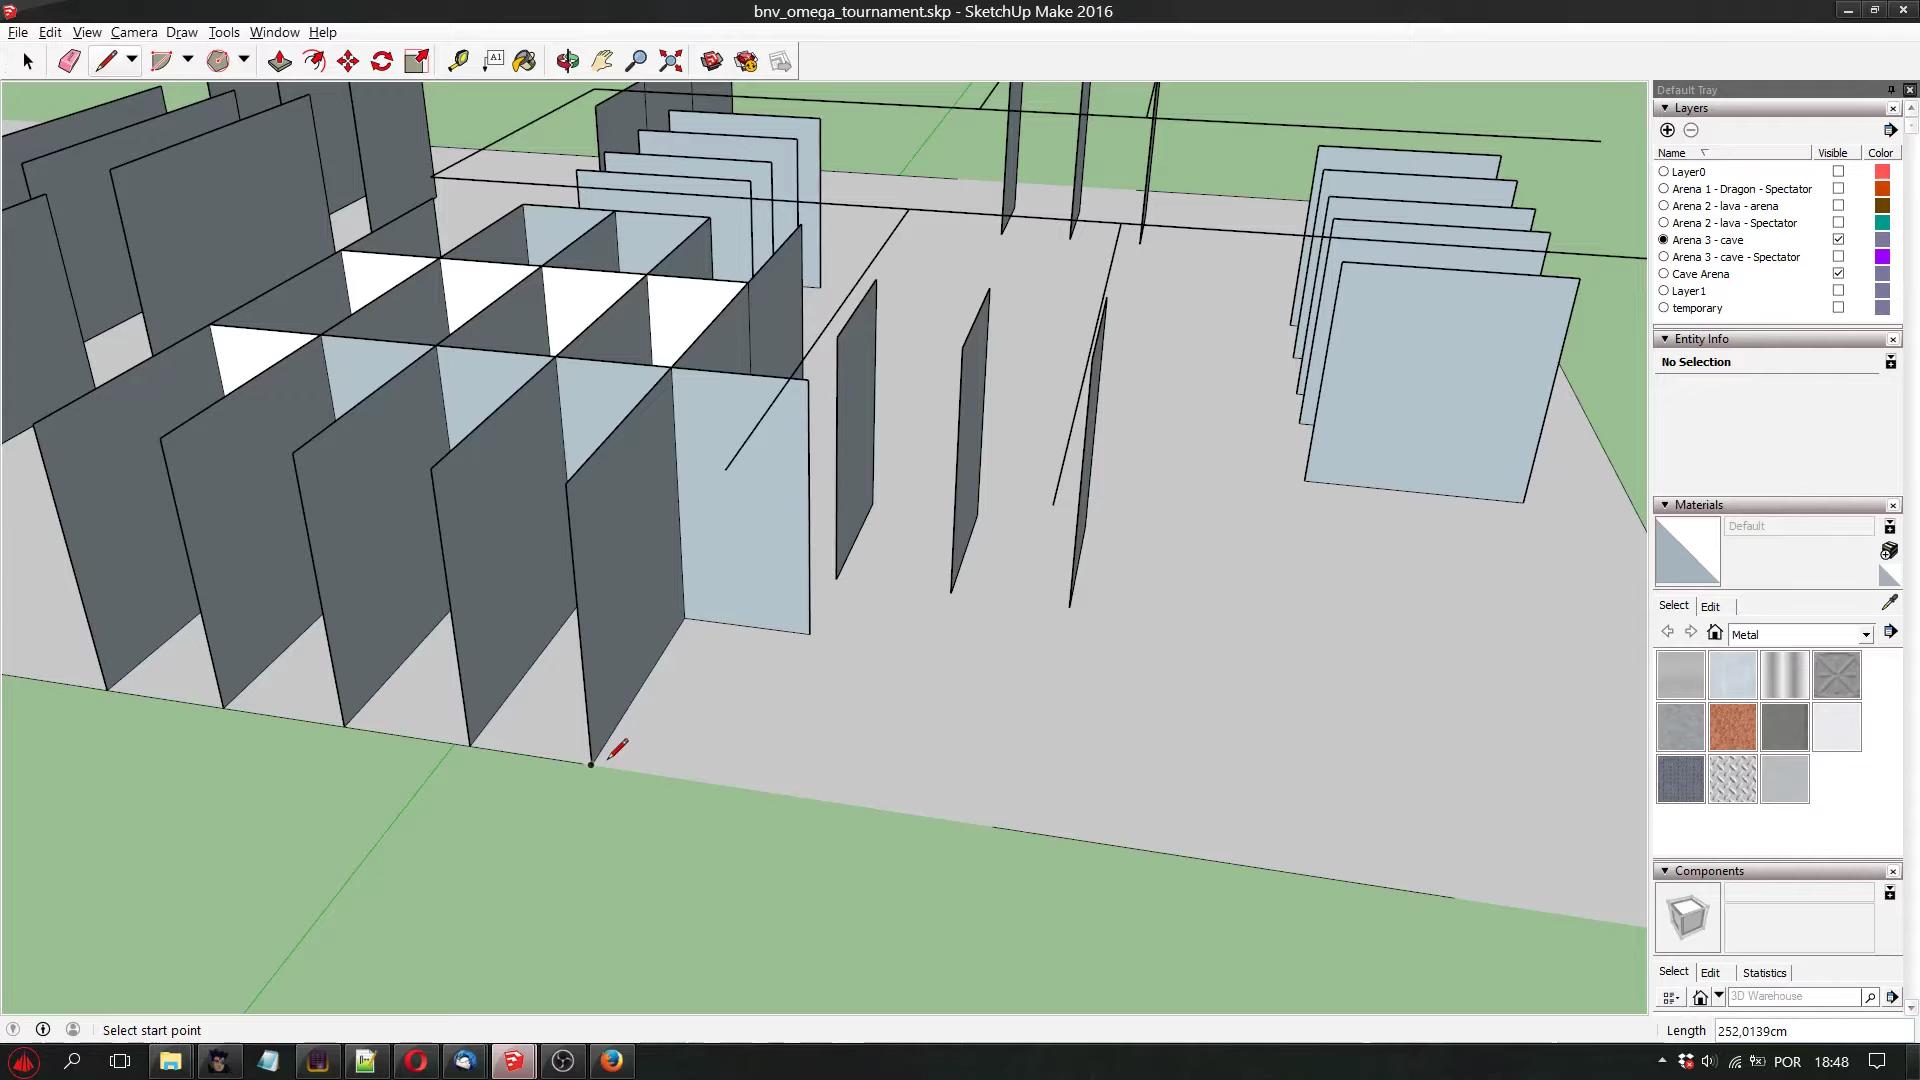 bnv_omega_tournament.skp - SketchUp Make 2016
File Edit View Camera Draw Tools Window Help
A1
Default Tray
Layers
Name Visible Color
Layer0
Arena 1 - Dragon - Spectator
Arena 2 - lava - arena
Arena 2 - lava - Spectator
Arena 3 - cave
Arena 3 - cave - Spectator
Cave Arena
Layer1
temporary
Entity Info
No Selection
Materials
Default
Select Edit
Metal
Components
Select Edit Statistics
3D Warehouse
Select start point
Length 252,0139cm
POR 18:48